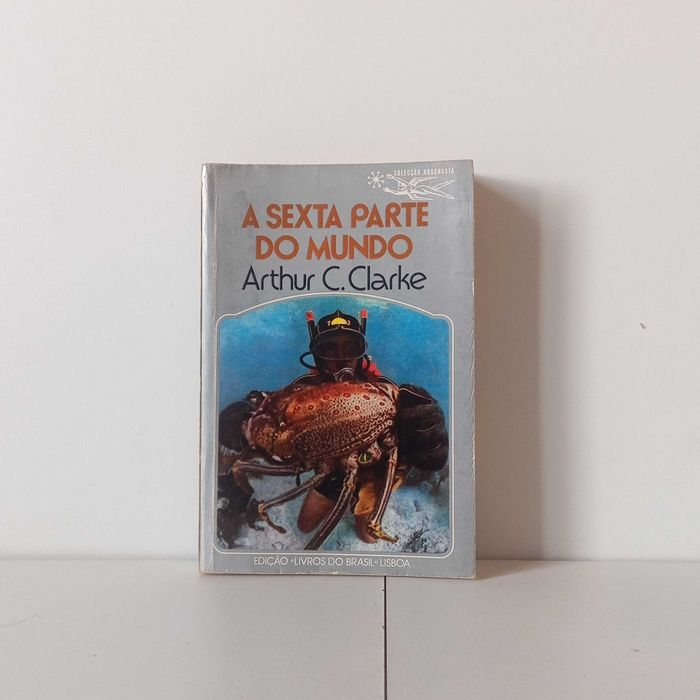 COLECÇÃO ARGONAUTA
A SEXTA PARTE
DO MUNDO
Arthur C. Clarke
EDIÇÃO «LIVROS DO BRASIL» LISBOA